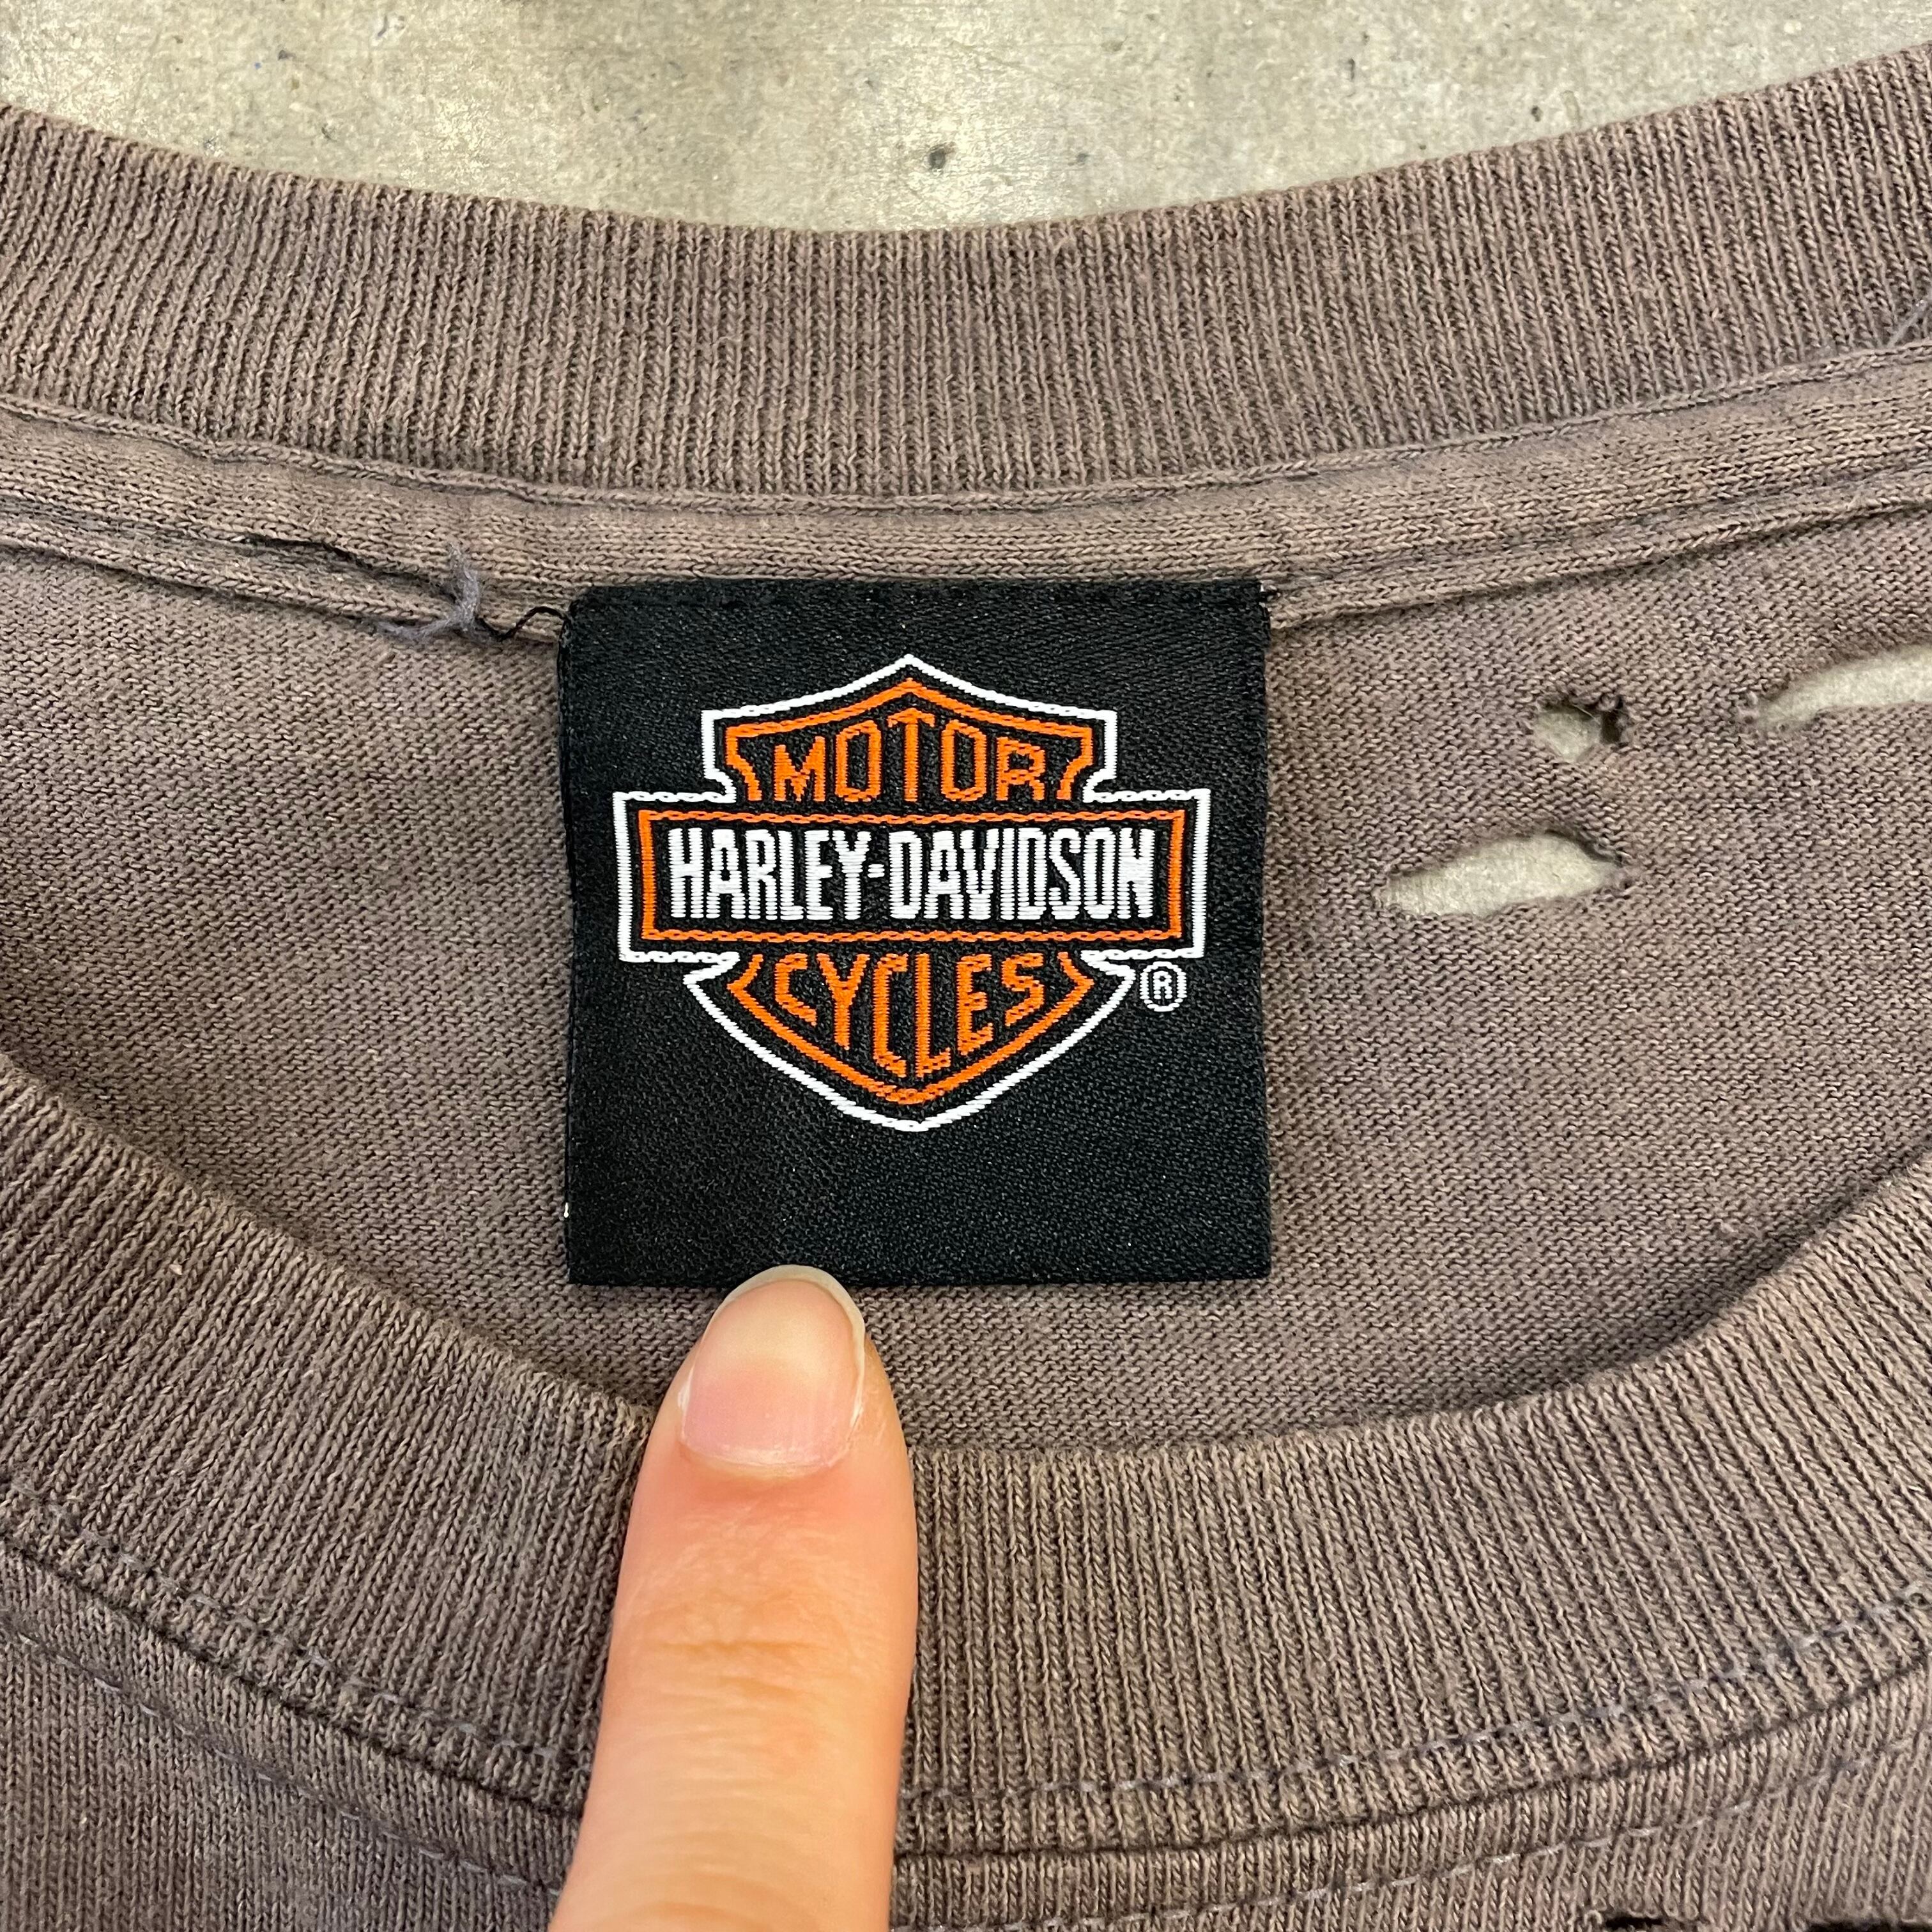 MOTOR
HARLEY-DAVIDSON
CYCLES
®